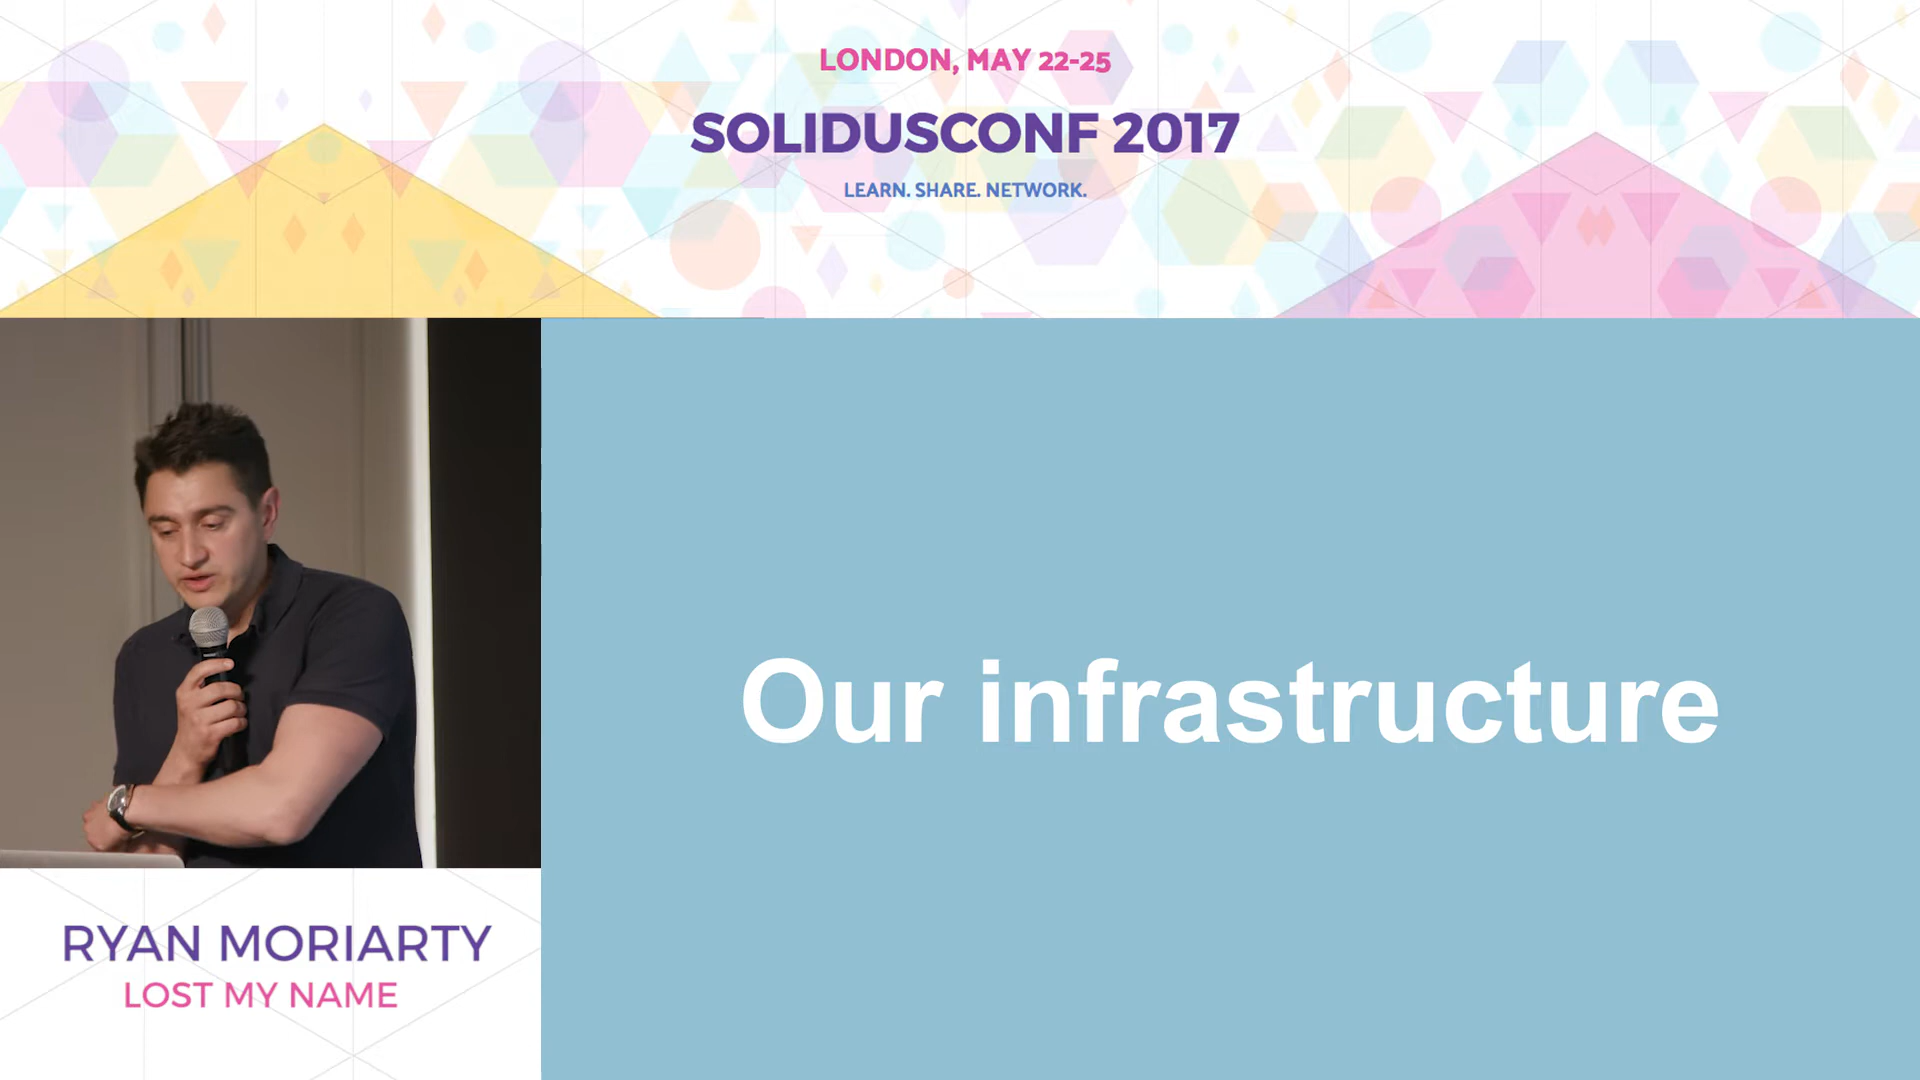 LONDON, MAY 22-25
SOLIDUSCONF 2017
LEARN. SHARE. NETWORK.
Our infrastructure
RYAN MORIARTY
LOST MY NAME